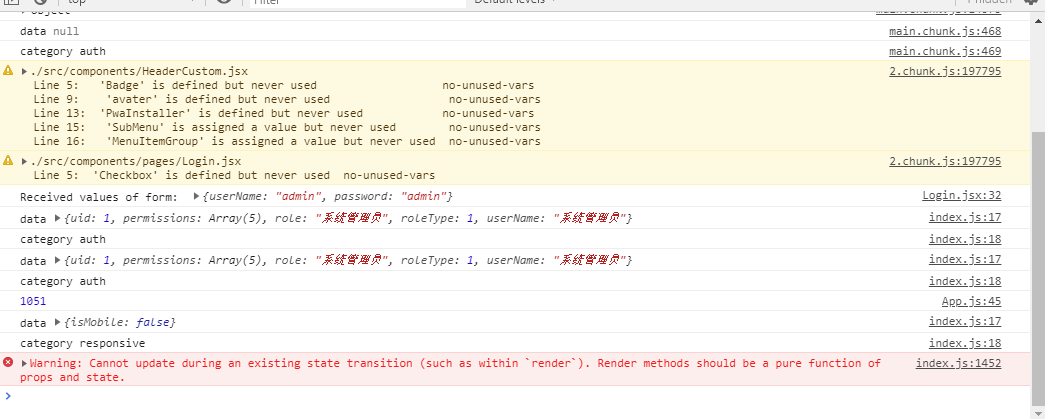 top Filter Default levels 1 hidden
Object main.chunk.js:24973
data null main.chunk.js:468
category auth main.chunk.js:469
./src/components/HeaderCustom.jsx 2.chunk.js:197795
Line 5: 'Badge' is defined but never used no-unused-vars
Line 9: 'avater' is defined but never used no-unused-vars
Line 13: 'PwaInstaller' is defined but never used no-unused-vars
Line 15: 'SubMenu' is assigned a value but never used no-unused-vars
Line 16: 'MenuItemGroup' is assigned a value but never used no-unused-vars
./src/components/pages/Login.jsx 2.chunk.js:197795
Line 5: 'Checkbox' is defined but never used no-unused-vars
Received values of form: {userName: "admin", password: "admin"} Login.jsx:32
data {uid: 1, permissions: Array(5), role: "系统管理员", roleType: 1, userName: "系统管理员"} index.js:17
category auth index.js:18
data {uid: 1, permissions: Array(5), role: "系统管理员", roleType: 1, userName: "系统管理员"} index.js:17
category auth index.js:18
1051 App.js:45
data {isMobile: false} index.js:17
category responsive index.js:18
Warning: Cannot update during an existing state transition (such as within `render`). Render methods should be a pure function of index.js:1452
props and state.